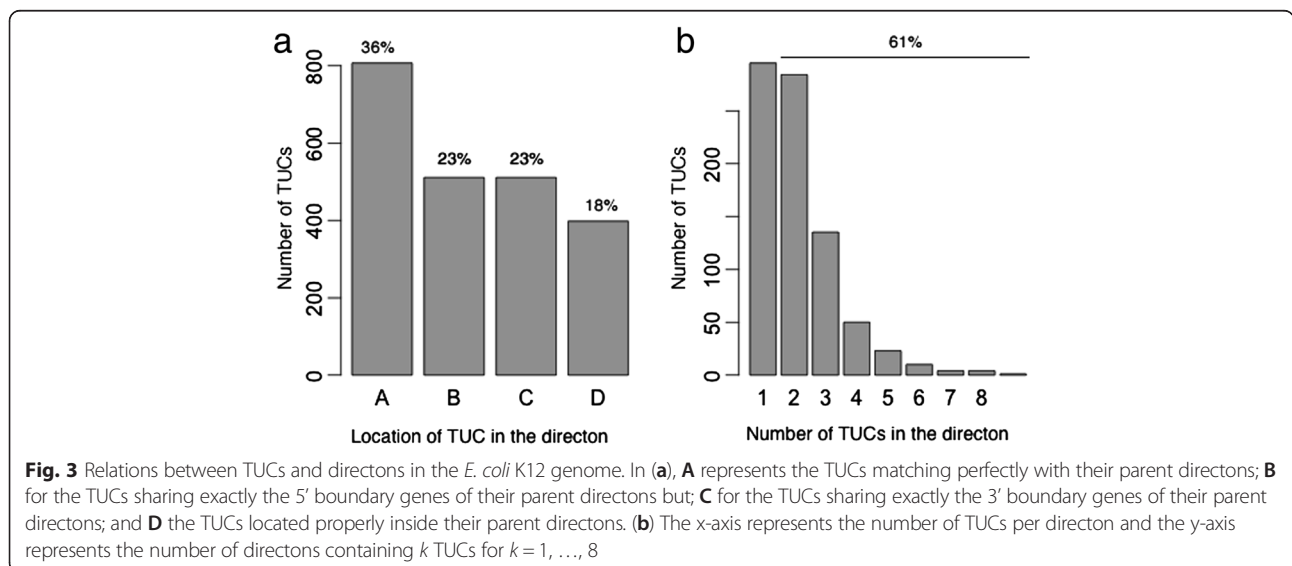 a
36%
23%
23%
18%
Number of TUCs
800
600
400
200
0
A B C D
Location of TUC in the directon
b
61%
Number of TUCs
200
100
50
0
1 2 3 4 5 6 7 8
Number of TUCs in the directon
Fig. 3 Relations between TUCs and directons in the E. coli K12 genome. In (a), A represents the TUCs matching perfectly with their parent directons; B
for the TUCs sharing exactly the 5’ boundary genes of their parent directons but; C for the TUCs sharing exactly the 3’ boundary genes of their parent
directons; and D the TUCs located properly inside their parent directons. (b) The x-axis represents the number of TUCs per directon and the y-axis
represents the number of directons containing k TUCs for k = 1, …, 8